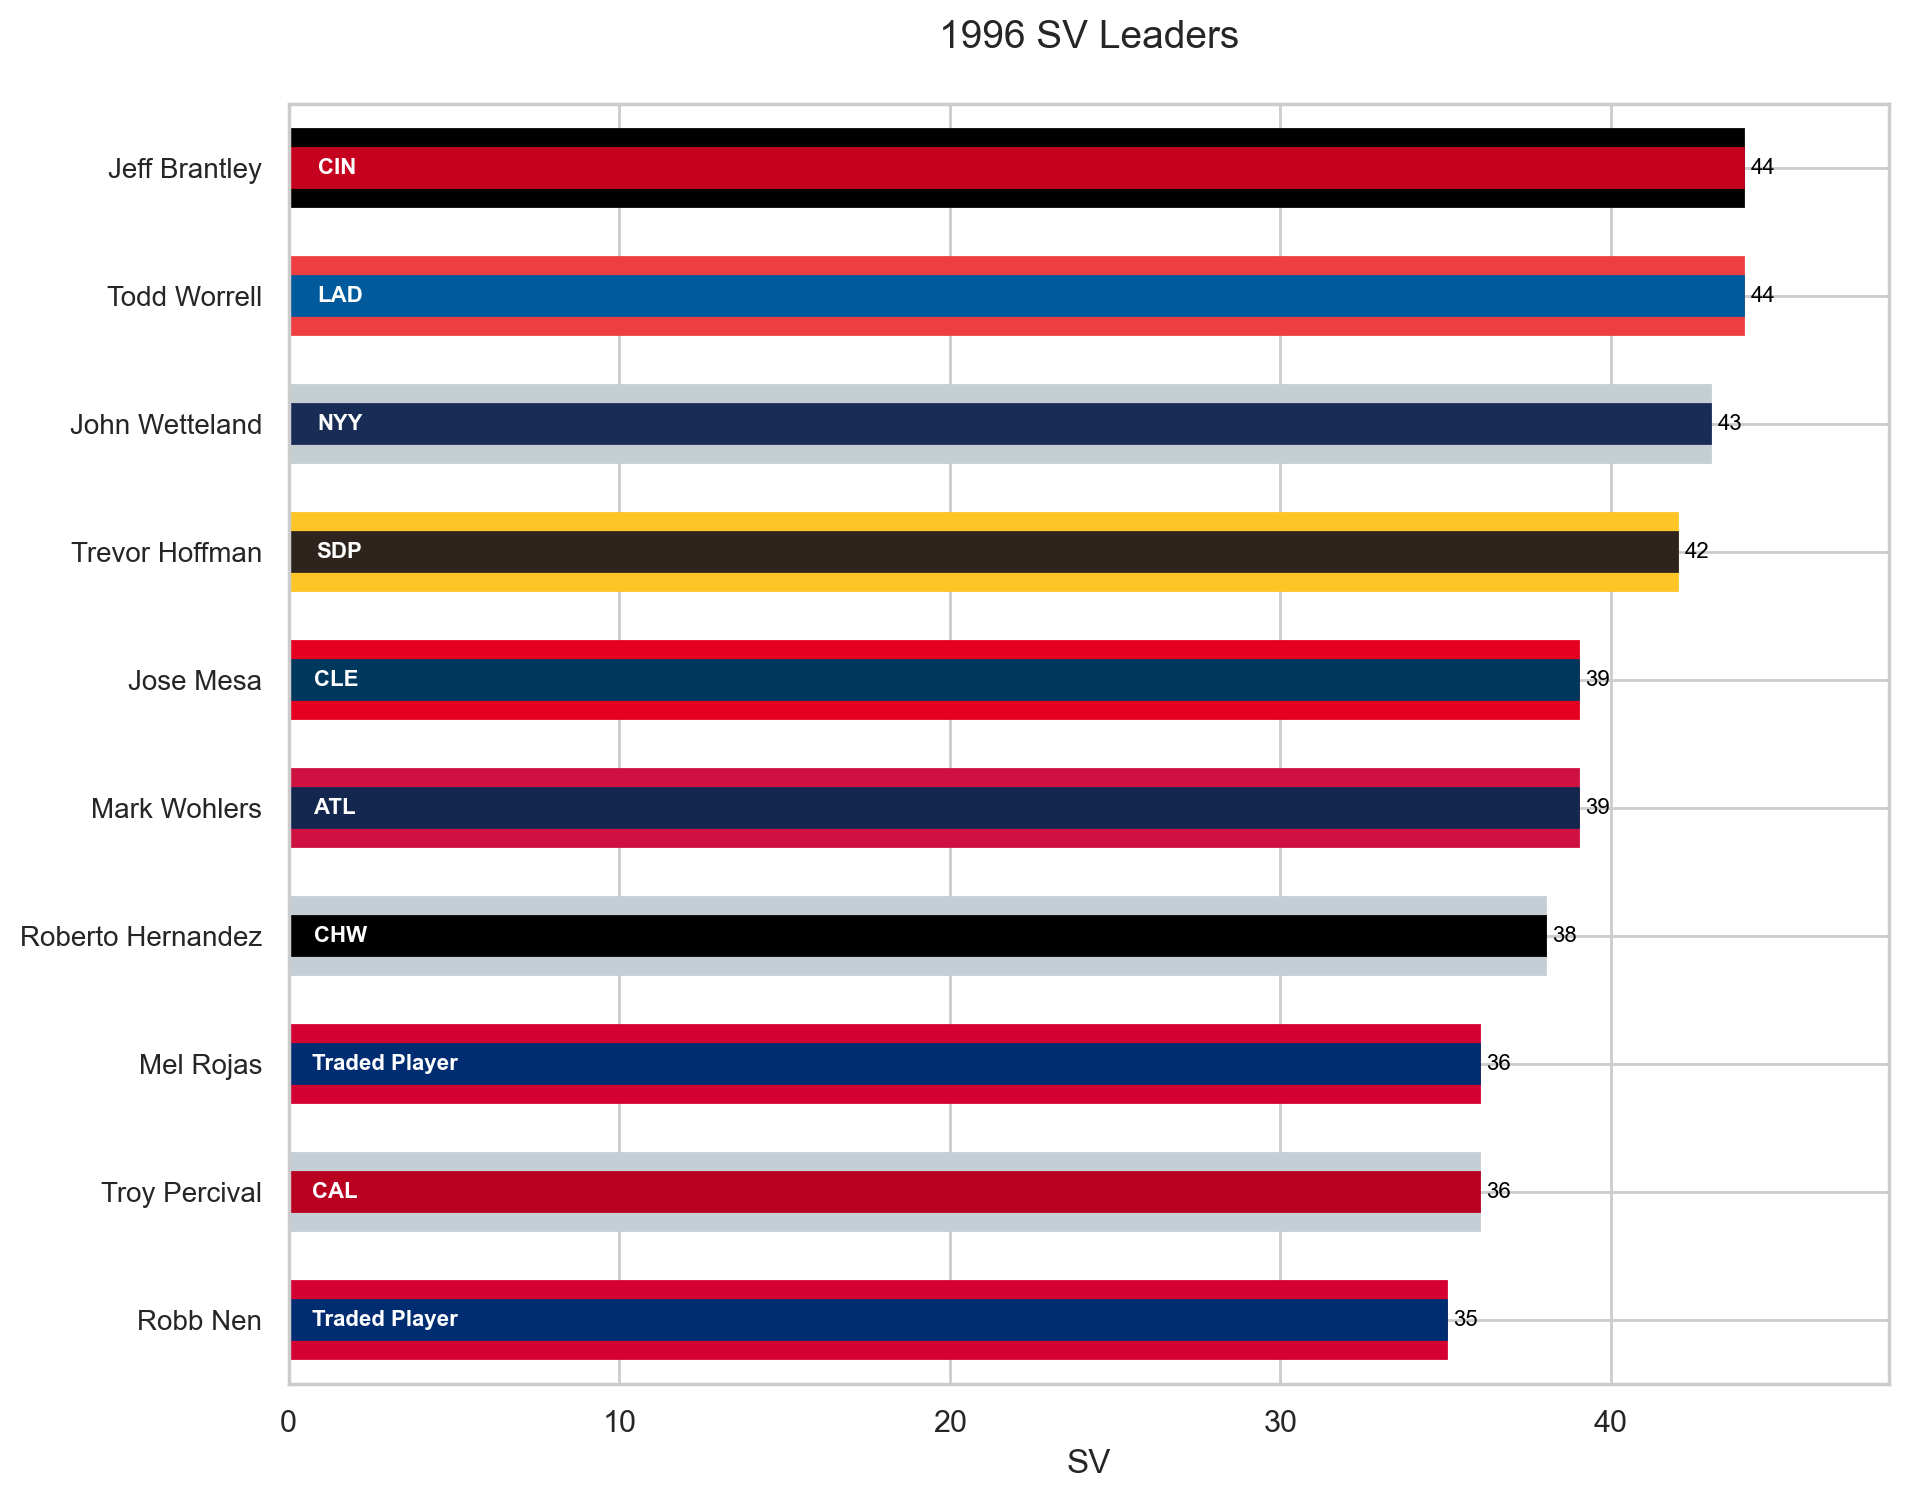 1996 SV Leaders
Jeff Brantley CIN 44
Todd Worrell LAD 44
John Wetteland NYY 43
Trevor Hoffman SDP 42
Jose Mesa CLE 39
Mark Wohlers ATL 39
Roberto Hernandez CHW 38
Mel Rojas Traded Player 36
Troy Percival CAL 36
Robb Nen Traded Player 35
0 10 20 30 40
SV